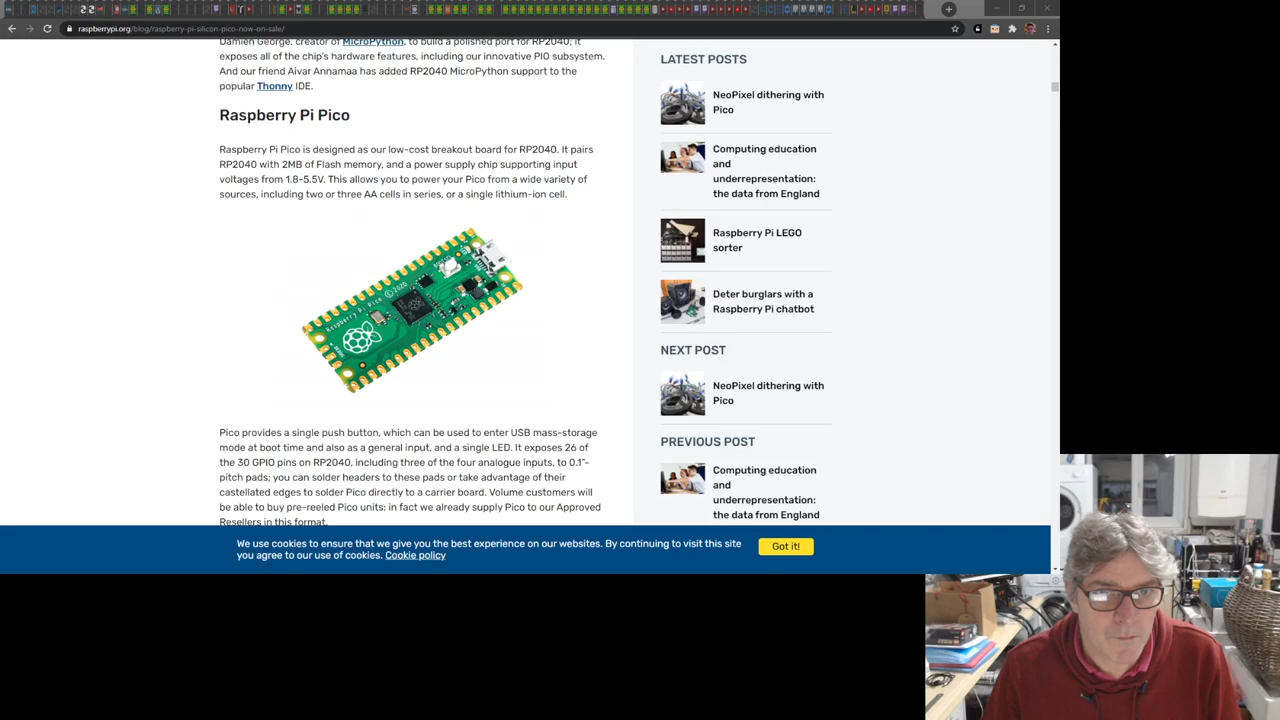 raspberrypi.org/blog/raspberry-pi-silicon-pico-now-on-sale/
Damien George, creator of MicroPython, to build a polished port for RP2040; it
exposes all of the chip's hardware features, including our innovative PIO subsystem.
And our friend Aivar Annamaa has added RP2040 MicroPython support to the
popular Thonny IDE.
Raspberry Pi Pico
Raspberry Pi Pico is designed as our low-cost breakout board for RP2040. It pairs
RP2040 with 2MB of Flash memory, and a power supply chip supporting input
voltages from 1.8-5.5V. This allows you to power your Pico from a wide variety of
sources, including two or three AA cells in series, or a single lithium-ion cell.
Raspberry Pi Pico © 2020
Pico provides a single push button, which can be used to enter USB mass-storage
mode at boot time and also as a general input, and a single LED. It exposes 26 of
the 30 GPIO pins on RP2040, including three of the four analogue inputs, to 0.1"-
pitch pads; you can solder headers to these pads or take advantage of their
castellated edges to solder Pico directly to a carrier board. Volume customers will
be able to buy pre-reeled Pico units: in fact we already supply Pico to our Approved
Resellers in this format.
LATEST POSTS
NeoPixel dithering with
Pico
Computing education
and
underrepresentation:
the data from England
Raspberry Pi LEGO
sorter
Deter burglars with a
Raspberry Pi chatbot
NEXT POST
NeoPixel dithering with
Pico
PREVIOUS POST
Computing education
and
underrepresentation:
the data from England
We use cookies to ensure that we give you the best experience on our websites. By continuing to visit this site
you agree to our use of cookies. Cookie policy
Got it!